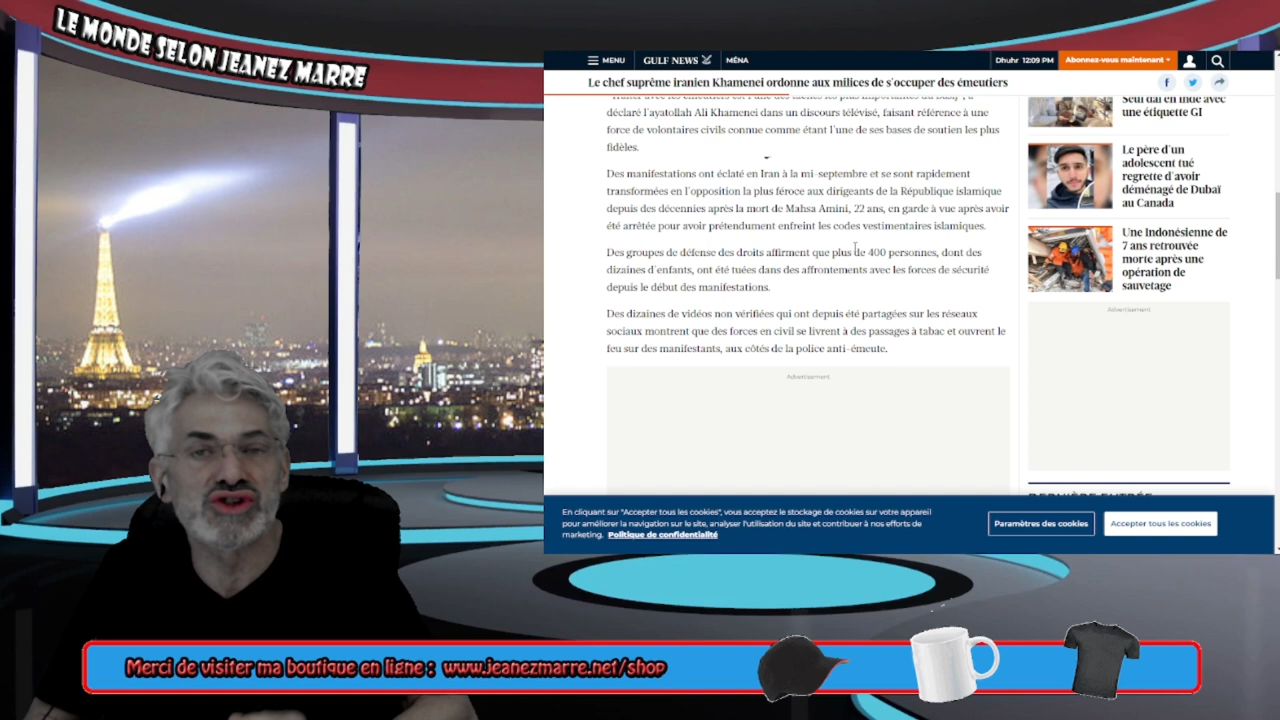 LE MONDE SELON JEANEZ MARRE
MENU
GULF NEWS
MÉNA
Dhuhr 12:09 PM
Abonnez-vous maintenant
Le chef suprême iranien Khamenei ordonne aux milices de s'occuper des émeutiers
déclaré l'ayatollah Ali Khamenei dans un discours télévisé, faisant référence à une
force de volontaires civils connue comme étant l'une de ses bases de soutien les plus
fidèles.
Des manifestations ont éclaté en Iran à la mi-septembre et se sont rapidement
transformées en l'opposition la plus féroce aux dirigeants de la République islamique
depuis des décennies après la mort de Mahsa Amini, 22 ans, en garde à vue après avoir
été arrêtée pour avoir prétendument enfreint les codes vestimentaires islamiques.
Des groupes de défense des droits affirment que plus de 400 personnes, dont des
dizaines d'enfants, ont été tuées dans des affrontements avec les forces de sécurité
depuis le début des manifestations.
Des dizaines de vidéos non vérifiées qui ont depuis été partagées sur les réseaux
sociaux montrent que des forces en civil se livrent à des passages à tabac et ouvrent le
feu sur des manifestants, aux côtés de la police anti-émeute.
Advertisement
Seul dal en Inde avec
une étiquette GI
Le père d'un
adolescent tué
regrette d'avoir
déménagé de Dubaï
au Canada
Une Indonésienne de
7 ans retrouvée
morte après une
opération de
sauvetage
Advertisement
DERNIÈRE ENTRÉE
En cliquant sur "Accepter tous les cookies", vous acceptez le stockage de cookies sur votre appareil
pour améliorer la navigation sur le site, analyser l'utilisation du site et contribuer à nos efforts de
marketing. Politique de confidentialité
Paramètres des cookies
Accepter tous les cookies
Merci de visiter ma boutique en ligne : www.jeanezmarre.net/shop